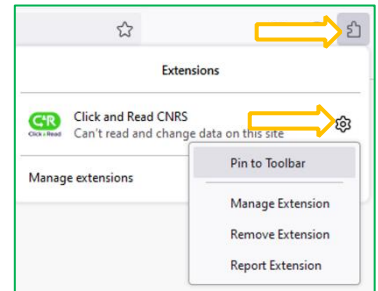 Extensions
C&R
Click & Read
Click and Read CNRS
Can't read and change data on this site
Manage extensions
Pin to Toolbar
Manage Extension
Remove Extension
Report Extension